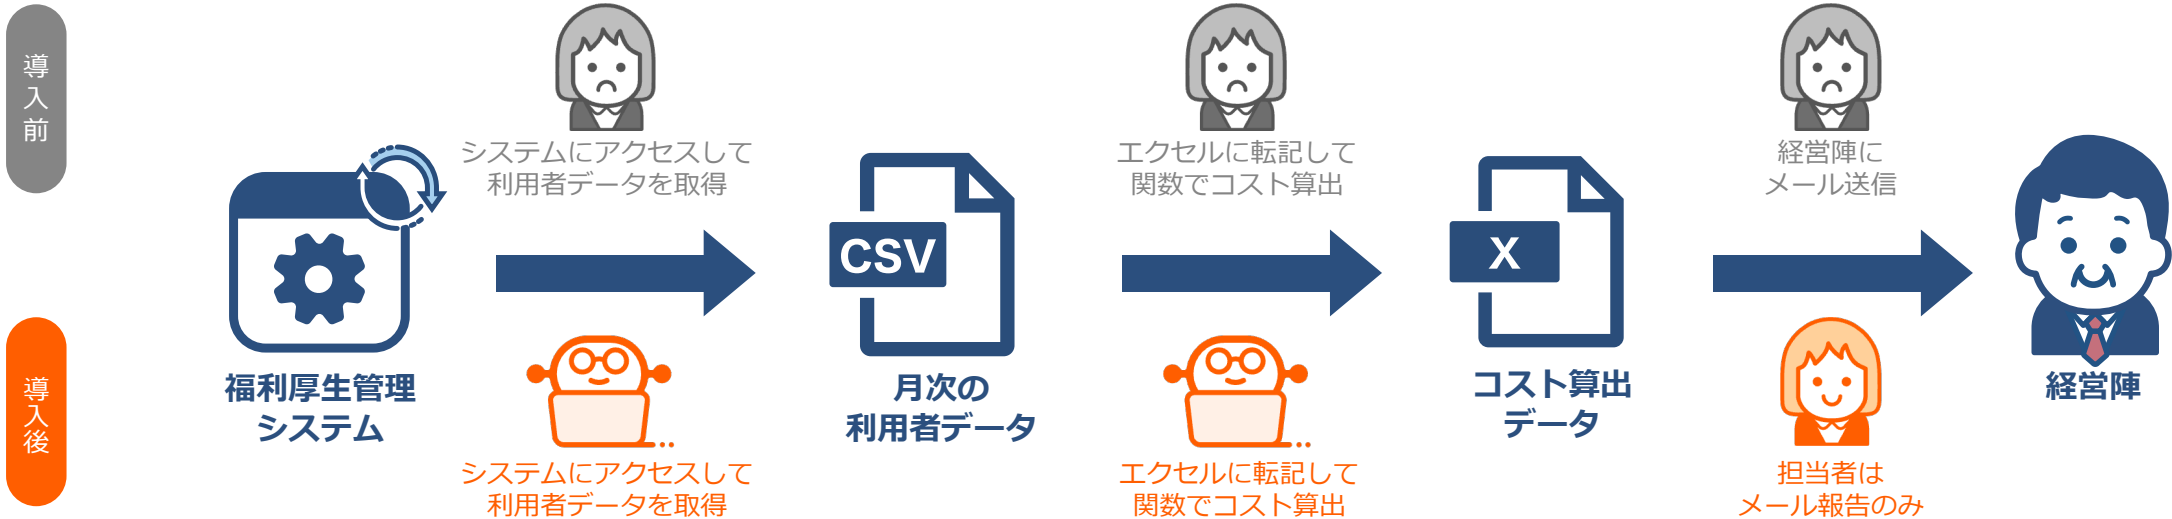 導入前
システムにアクセスして
利用者データを取得
エクセルに転記して
関数でコスト算出
経営陣に
メール送信
CSV
X
福利厚生管理
システム
月次の
利用者データ
コスト算出
データ
経営陣
導入後
システムにアクセスして
利用者データを取得
エクセルに転記して
関数でコスト算出
担当者は
メール報告のみ